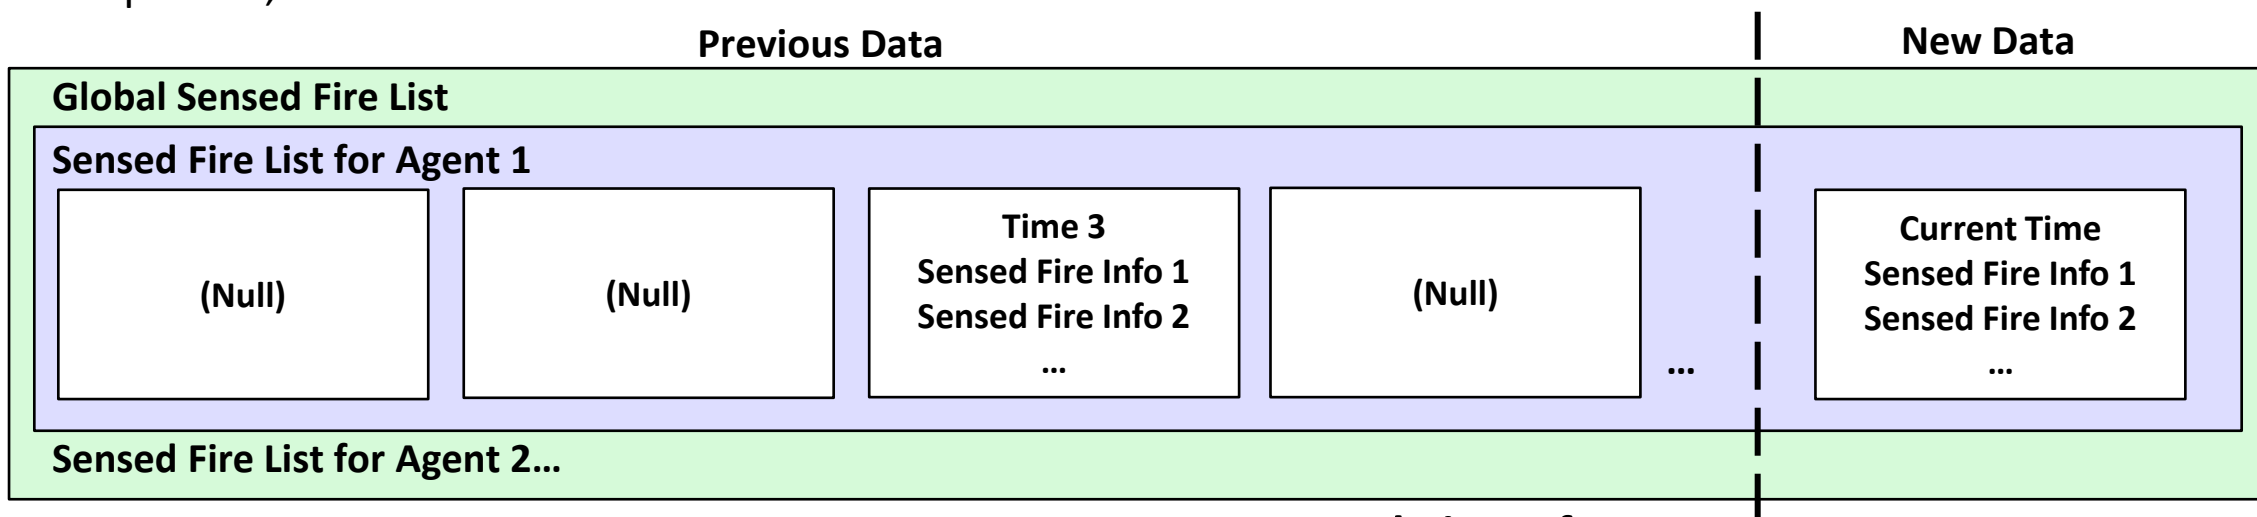 Previous Data
New Data
Global Sensed Fire List
Sensed Fire List for Agent 1
(Null)
(Null)
Time 3
Sensed Fire Info 1
Sensed Fire Info 2
...
(Null)
...
Current Time
Sensed Fire Info 1
Sensed Fire Info 2
...
Sensed Fire List for Agent 2...